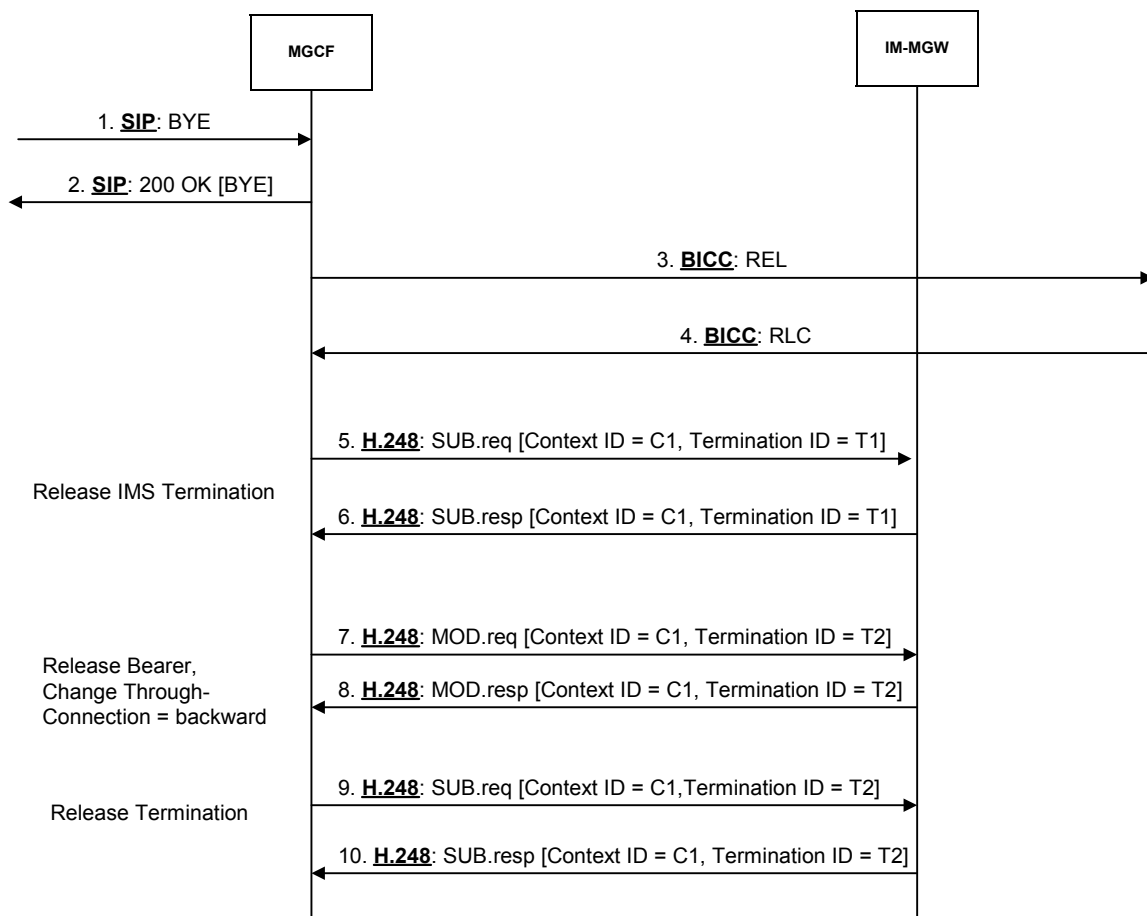 MGCF
IM-MGW
1. SIP: BYE
2. SIP: 200 OK [BYE]
3. BICC: REL
4. BICC: RLC
5. H.248: SUB.req [Context ID = C1, Termination ID = T1]
Release IMS Termination
6. H.248: SUB.resp [Context ID = C1, Termination ID = T1]
7. H.248: MOD.req [Context ID = C1, Termination ID = T2]
Release Bearer,
Change Through-
Connection = backward
8. H.248: MOD.resp [Context ID = C1, Termination ID = T2]
9. H.248: SUB.req [Context ID = C1,Termination ID = T2]
Release Termination
10. H.248: SUB.resp [Context ID = C1, Termination ID = T2]